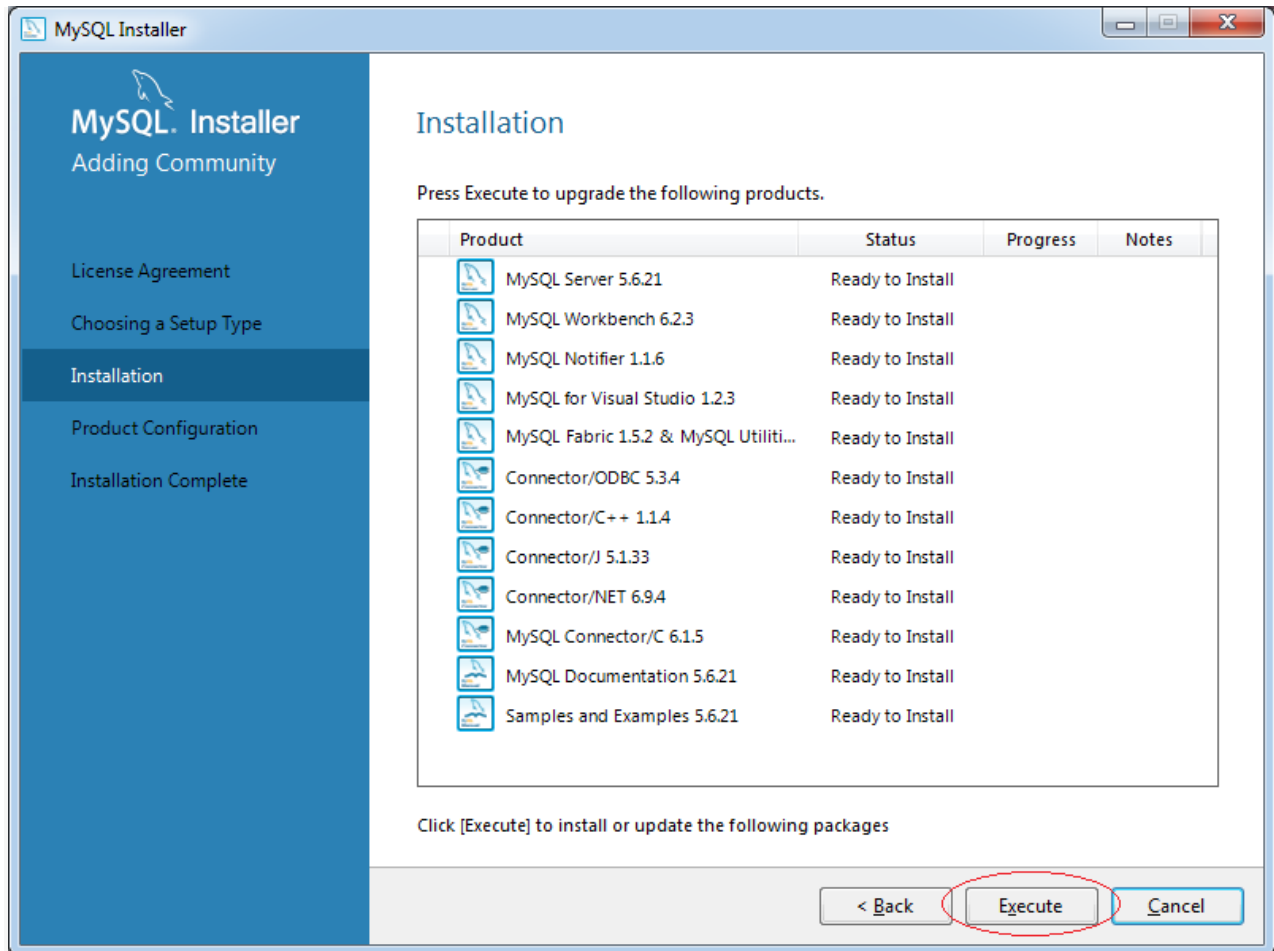 MySQL Installer
MySQL. Installer
Adding Community
License Agreement
Choosing a Setup Type
Installation
Product Configuration
Installation Complete
Installation
Press Execute to upgrade the following products.
Product Status Progress Notes
MySQL Server 5.6.21 Ready to Install
MySQL Workbench 6.2.3 Ready to Install
MySQL Notifier 1.1.6 Ready to Install
MySQL for Visual Studio 1.2.3 Ready to Install
MySQL Fabric 1.5.2 & MySQL Utiliti... Ready to Install
Connector/ODBC 5.3.4 Ready to Install
Connector/C++ 1.1.4 Ready to Install
Connector/J 5.1.33 Ready to Install
Connector/NET 6.9.4 Ready to Install
MySQL Connector/C 6.1.5 Ready to Install
MySQL Documentation 5.6.21 Ready to Install
Samples and Examples 5.6.21 Ready to Install
Click [Execute] to install or update the following packages
< Back Execute Cancel